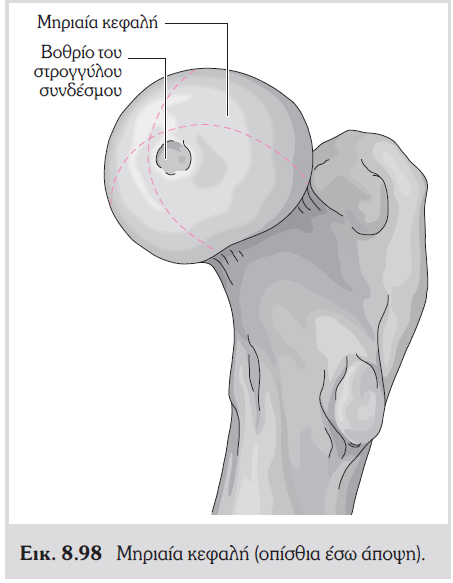 Μηριαία κεφαλή
Βοθρίο του
στρογγύλου
συνδέσμου
Εικ. 8.98 Μηριαία κεφαλή (οπίσθια έσω άποψη).